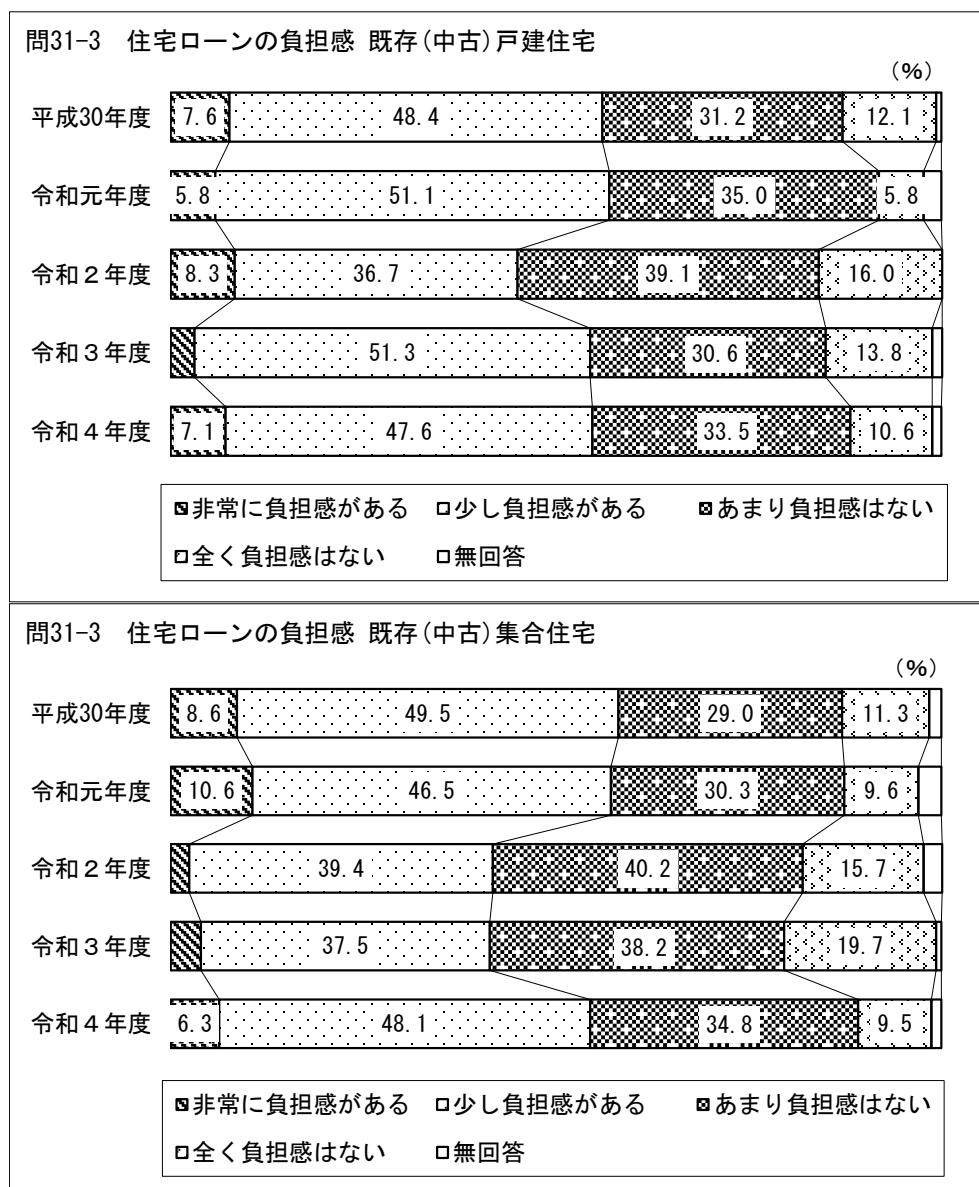 問31-3　住宅ローンの負担感 既存(中古)戸建住宅
(%)
平成30年度 7.6 48.4 31.2 12.1
令和元年度 5.8 51.1 35.0 5.8
令和２年度 8.3 36.7 39.1 16.0
令和３年度 51.3 30.6 13.8
令和４年度 7.1 47.6 33.5 10.6
非常に負担感がある 少し負担感がある あまり負担感はない
全く負担感はない 無回答
問31-3　住宅ローンの負担感 既存(中古)集合住宅
(%)
平成30年度 8.6 49.5 29.0 11.3
令和元年度 10.6 46.5 30.3 9.6
令和２年度 39.4 40.2 15.7
令和３年度 37.5 38.2 19.7
令和４年度 6.3 48.1 34.8 9.5
非常に負担感がある 少し負担感がある あまり負担感はない
全く負担感はない 無回答